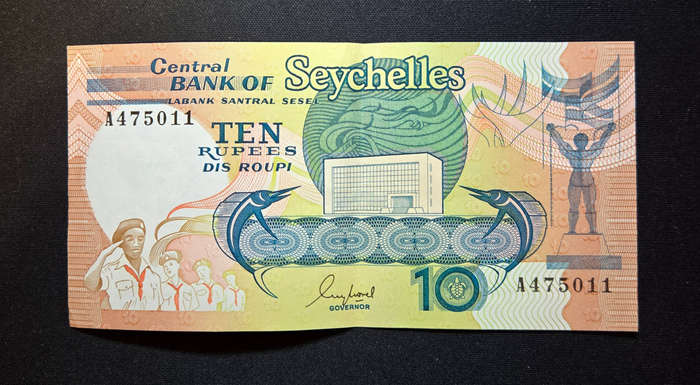 Central
BANK OF Seychelles
LABANK SANTRAL SESEL
A475011
TEN
RUPEES
DIS ROUPI
GOVERNOR
10
A475011